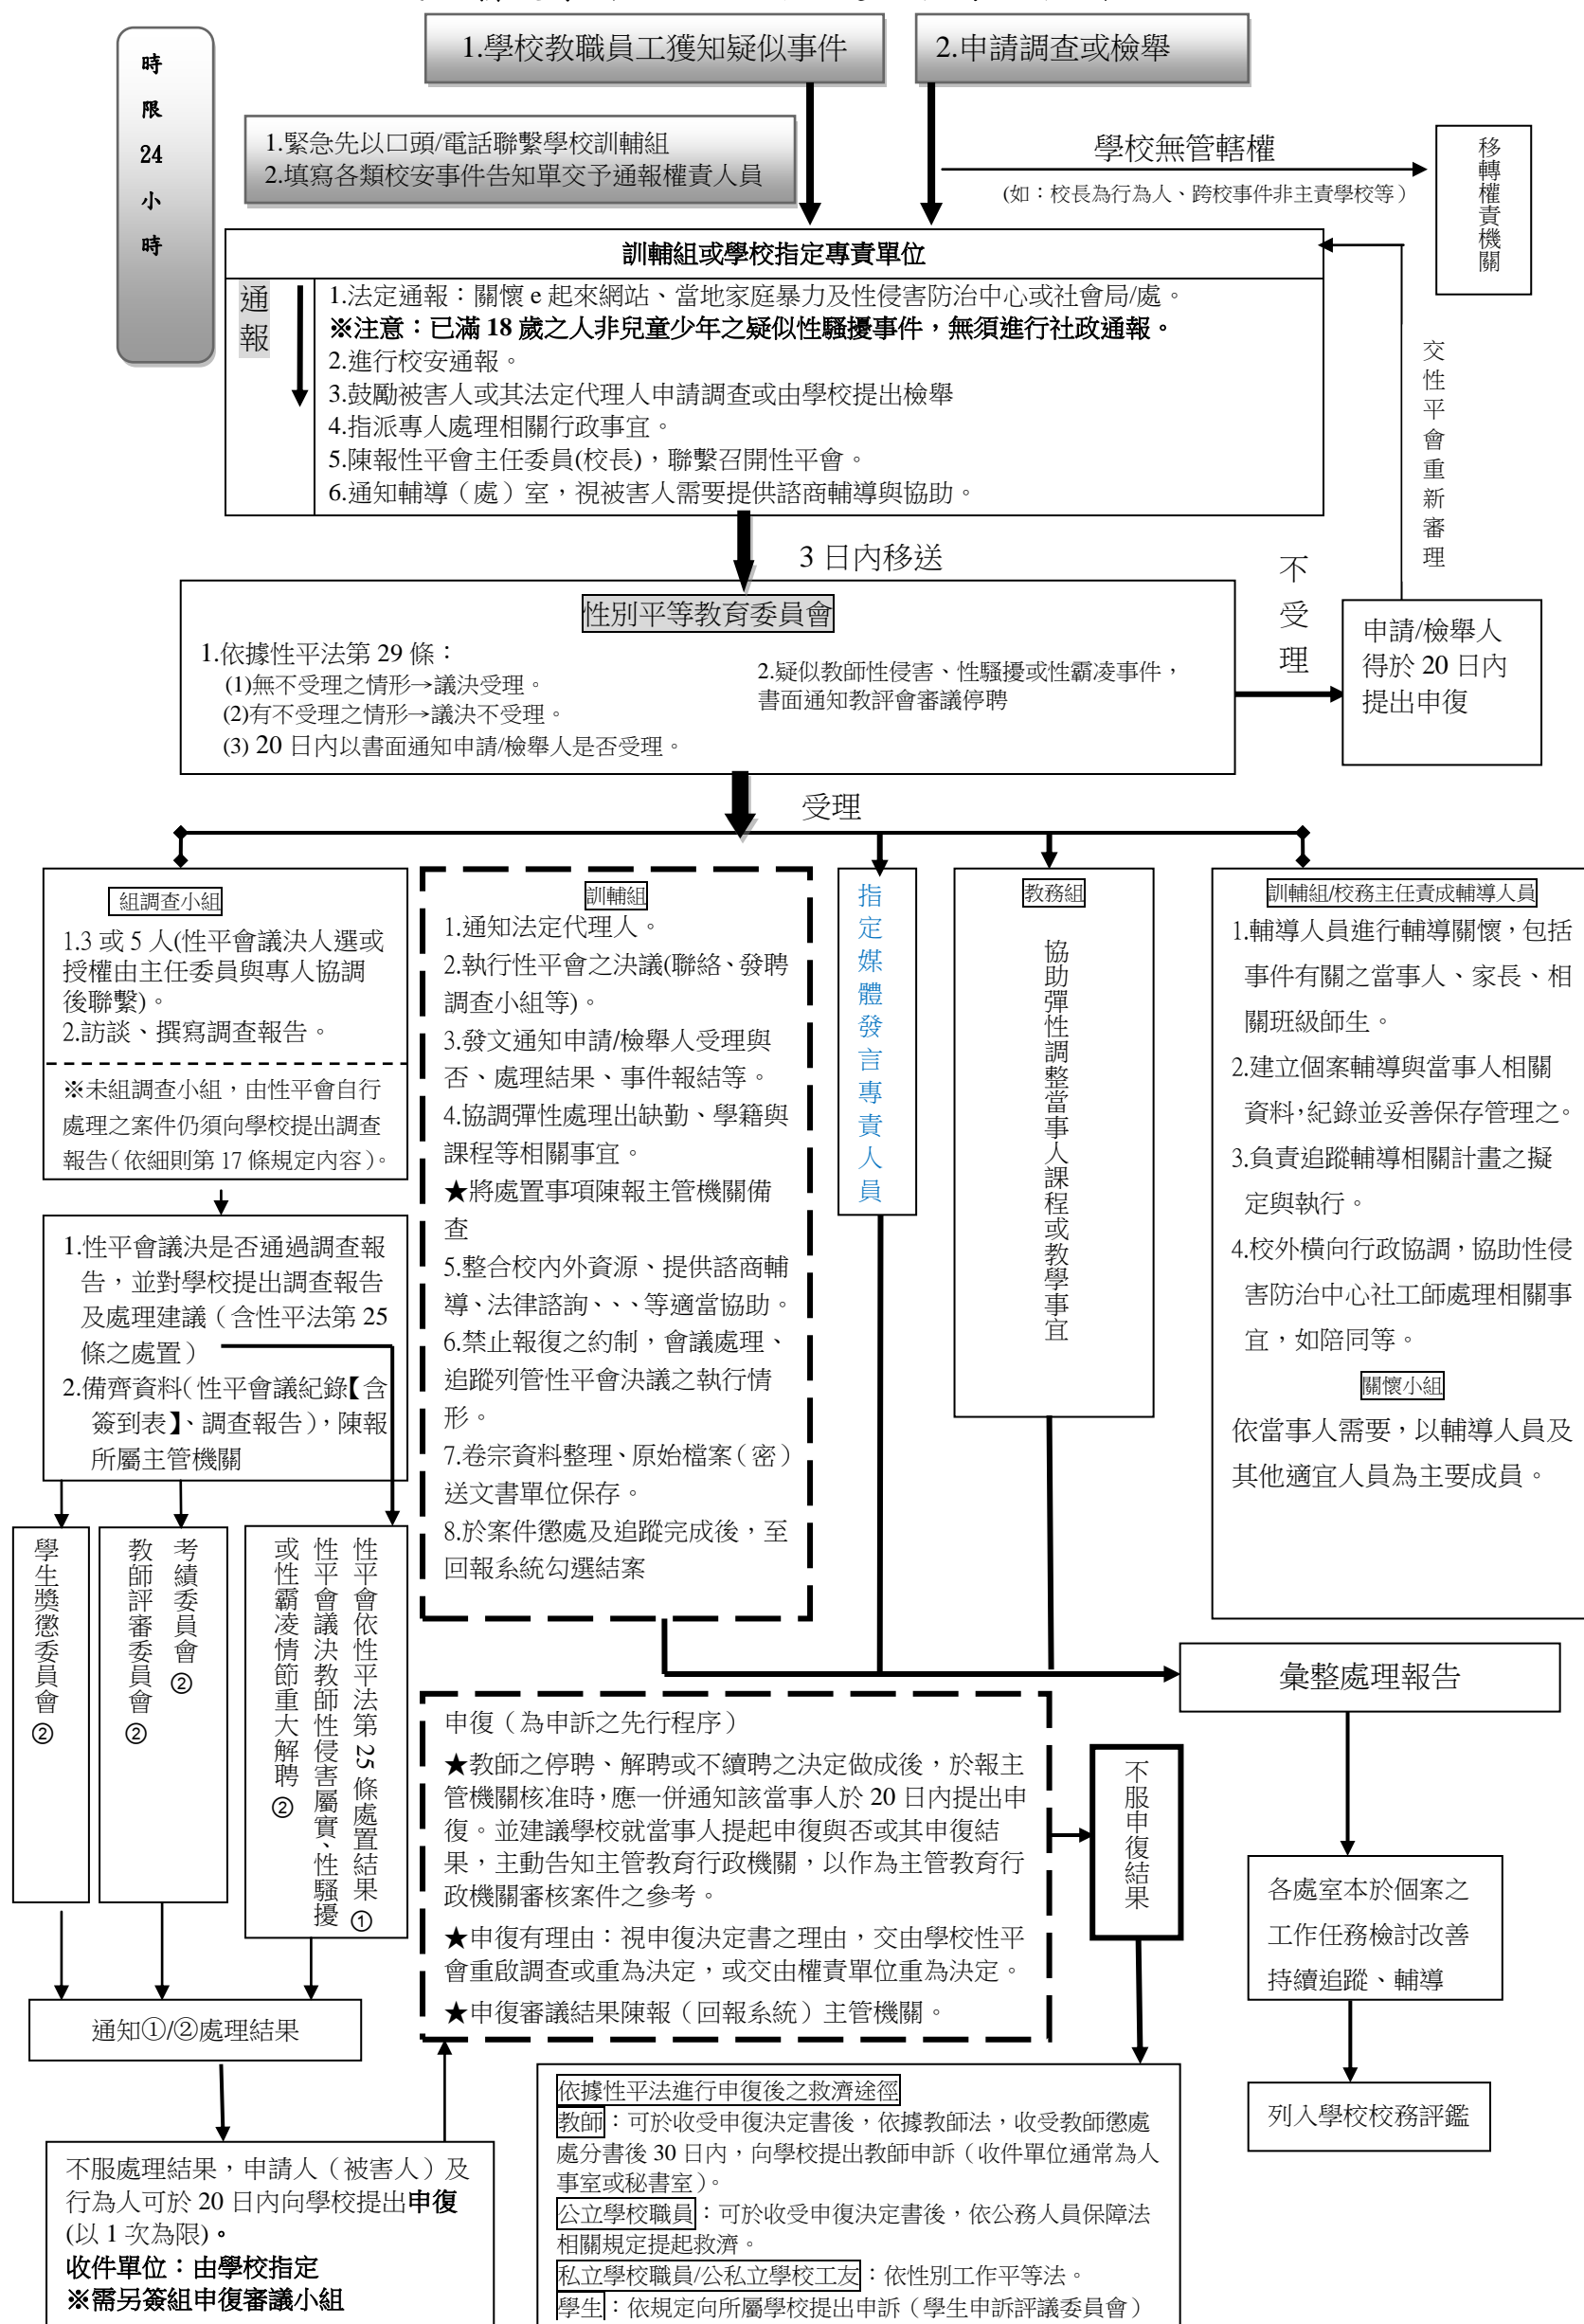 時
限
24
小
時
1.學校教職員工獲知疑似事件
2.申請調查或檢舉
1.緊急先以口頭/電話聯繫學校訓輔組
2.填寫各類校安事件告知單交予通報權責人員
學校無管轄權
(如：校長為行為人、跨校事件非主責學校等）
移轉權責機關
訓輔組或學校指定專責單位
通報
1.法定通報：關懷 e 起來網站、當地家庭暴力及性侵害防治中心或社會局/處。
※注意：已滿 18 歲之人非兒童少年之疑似性騷擾事件，無須進行社政通報。
2.進行校安通報。
3.鼓勵被害人或其法定代理人申請調查或由學校提出檢舉
4.指派專人處理相關行政事宜。
5.陳報性平會主任委員(校長)，聯繫召開性平會。
6.通知輔導（處）室，視被害人需要提供諮商輔導與協助。
交性平會重新審理
3 日內移送
不受理
性別平等教育委員會
1.依據性平法第 29 條：
(1)無不受理之情形→議決受理。
(2)有不受理之情形→議決不受理。
(3) 20 日內以書面通知申請/檢舉人是否受理。
2.疑似教師性侵害、性騷擾或性霸凌事件，
書面通知教評會審議停聘
申請/檢舉人
得於 20 日內
提出申復
受理
組調查小組
1.3 或 5 人(性平會議決人選或
授權由主任委員與專人協調
後聯繫)。
2.訪談、撰寫調查報告。
※未組調查小組，由性平會自行
處理之案件仍須向學校提出調查
報告（依細則第 17 條規定內容）。
訓輔組
1.通知法定代理人。
2.執行性平會之決議(聯絡、發聘
調查小組等)。
3.發文通知申請/檢舉人受理與
否、處理結果、事件報結等。
4.協調彈性處理出缺勤、學籍與
課程等相關事宜。
★將處置事項陳報主管機關備
查
5.整合校內外資源、提供諮商輔
導、法律諮詢、、、等適當協助。
6.禁止報復之約制，會議處理、
追蹤列管性平會決議之執行情
形。
7.卷宗資料整理、原始檔案（密）
送文書單位保存。
8.於案件懲處及追蹤完成後，至
回報系統勾選結案
指定媒體發言專責人員
教務組
協助彈性調整當事人課程或教學事宜
訓輔組/校務主任責成輔導人員
1.輔導人員進行輔導關懷，包括
事件有關之當事人、家長、相
關班級師生。
2.建立個案輔導與當事人相關
資料，紀錄並妥善保存管理之。
3.負責追蹤輔導相關計畫之擬
定與執行。
4.校外橫向行政協調，協助性侵
害防治中心社工師處理相關事
宜，如陪同等。
關懷小組
依當事人需要，以輔導人員及
其他適宜人員為主要成員。
1.性平會議決是否通過調查報
告，並對學校提出調查報告
及處理建議（含性平法第 25
條之處置）
2.備齊資料（性平會議紀錄【含
簽到表】、調查報告），陳報
所屬主管機關
學生獎懲委員會②
考績委員會②
教師評審委員會②
性平會依性平法第 25 條處置結果①
性平會議決教師性侵害屬實、性騷擾
或性霸凌情節重大解聘②
通知①/②處理結果
不服處理結果，申請人（被害人）及
行為人可於 20 日內向學校提出申復
(以 1 次為限)。
收件單位：由學校指定
※需另簽組申復審議小組
申復（為申訴之先行程序）
★教師之停聘、解聘或不續聘之決定做成後，於報主
管機關核准時，應一併通知該當事人於 20 日內提出申
復。並建議學校就當事人提起申復與否或其申復結
果，主動告知主管教育行政機關，以作為主管教育行
政機關審核案件之參考。
★申復有理由：視申復決定書之理由，交由學校性平
會重啟調查或重為決定，或交由權責單位重為決定。
★申復審議結果陳報（回報系統）主管機關。
不服申復結果
依據性平法進行申復後之救濟途徑
教師：可於收受申復決定書後，依據教師法，收受教師懲處
處分書後 30 日內，向學校提出教師申訴（收件單位通常為人
事室或秘書室）。
公立學校職員：可於收受申復決定書後，依公務人員保障法
相關規定提起救濟。
私立學校職員/公私立學校工友：依性別工作平等法。
學生：依規定向所屬學校提出申訴（學生申訴評議委員會）
彙整處理報告
各處室本於個案之
工作任務檢討改善
持續追蹤、輔導
列入學校校務評鑑